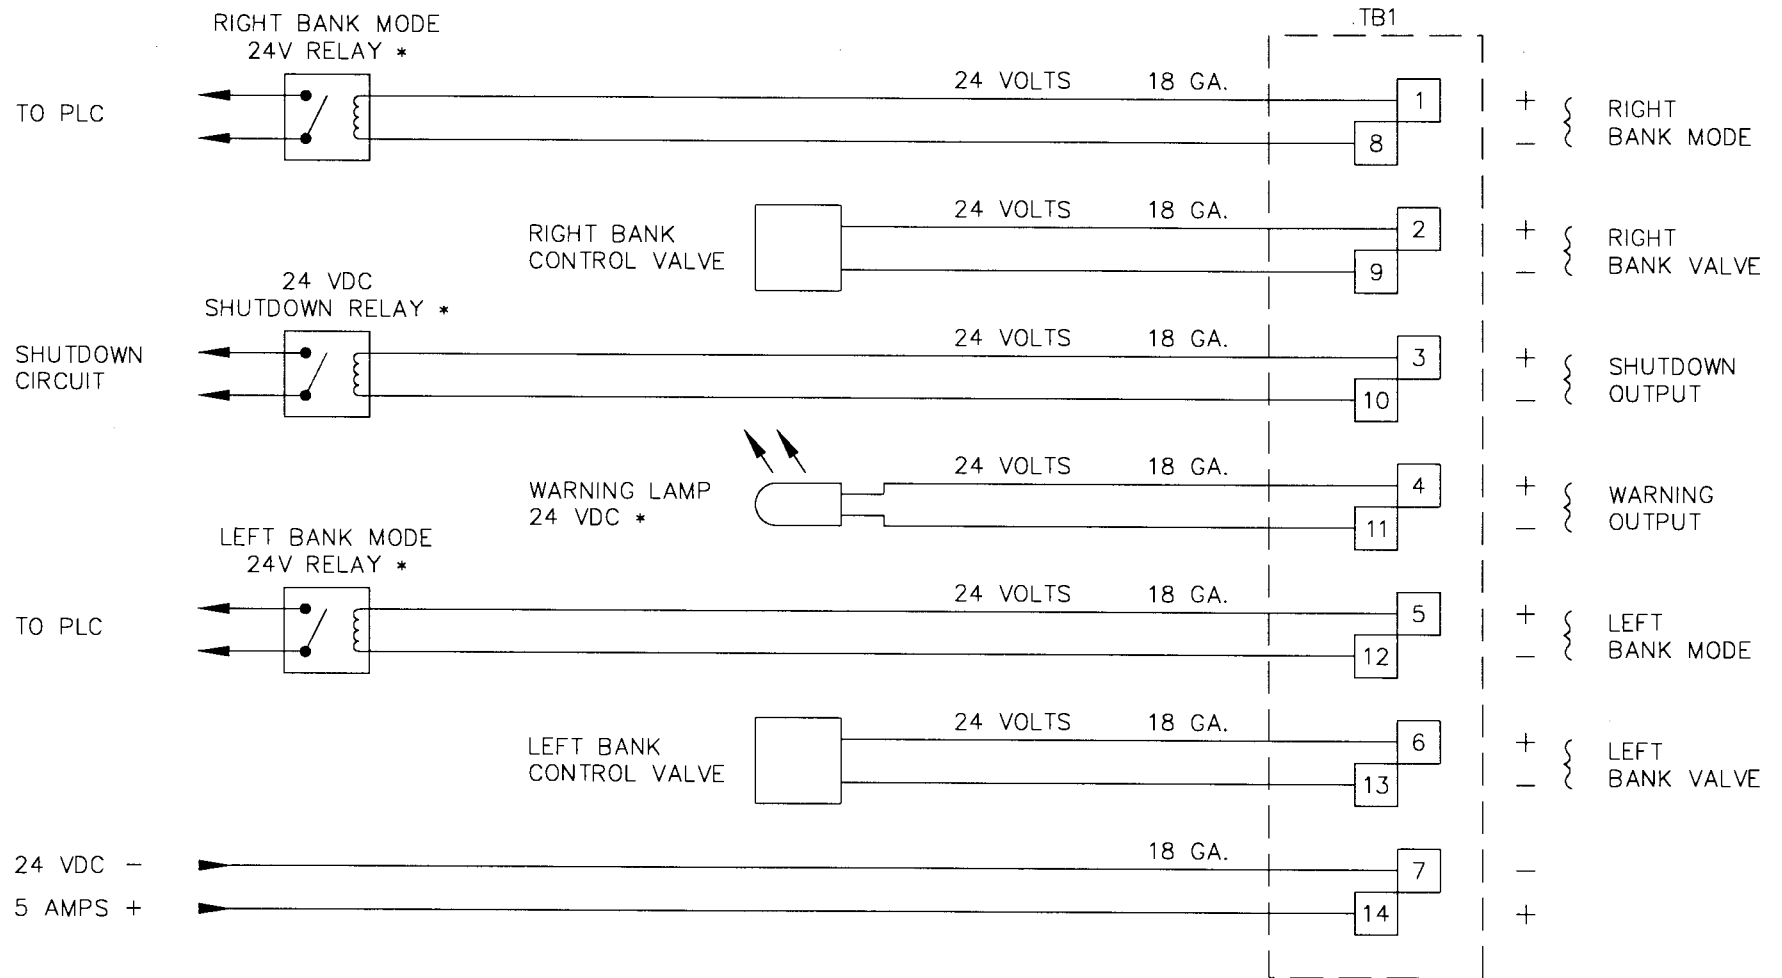 TB1
RIGHT BANK MODE
24V RELAY *
TO PLC
24 VOLTS 18 GA.
1
8
+
−
RIGHT
BANK MODE
RIGHT BANK
CONTROL VALVE
24 VOLTS 18 GA.
2
9
+
−
RIGHT
BANK VALVE
24 VDC
SHUTDOWN RELAY *
SHUTDOWN
CIRCUIT
24 VOLTS 18 GA.
3
10
+
−
SHUTDOWN
OUTPUT
WARNING LAMP
24 VDC *
24 VOLTS 18 GA.
4
11
+
−
WARNING
OUTPUT
LEFT BANK MODE
24V RELAY *
TO PLC
24 VOLTS 18 GA.
5
12
+
−
LEFT
BANK MODE
LEFT BANK
CONTROL VALVE
24 VOLTS 18 GA.
6
13
+
−
LEFT
BANK VALVE
24 VDC −
18 GA.
7
−
5 AMPS +
14
+